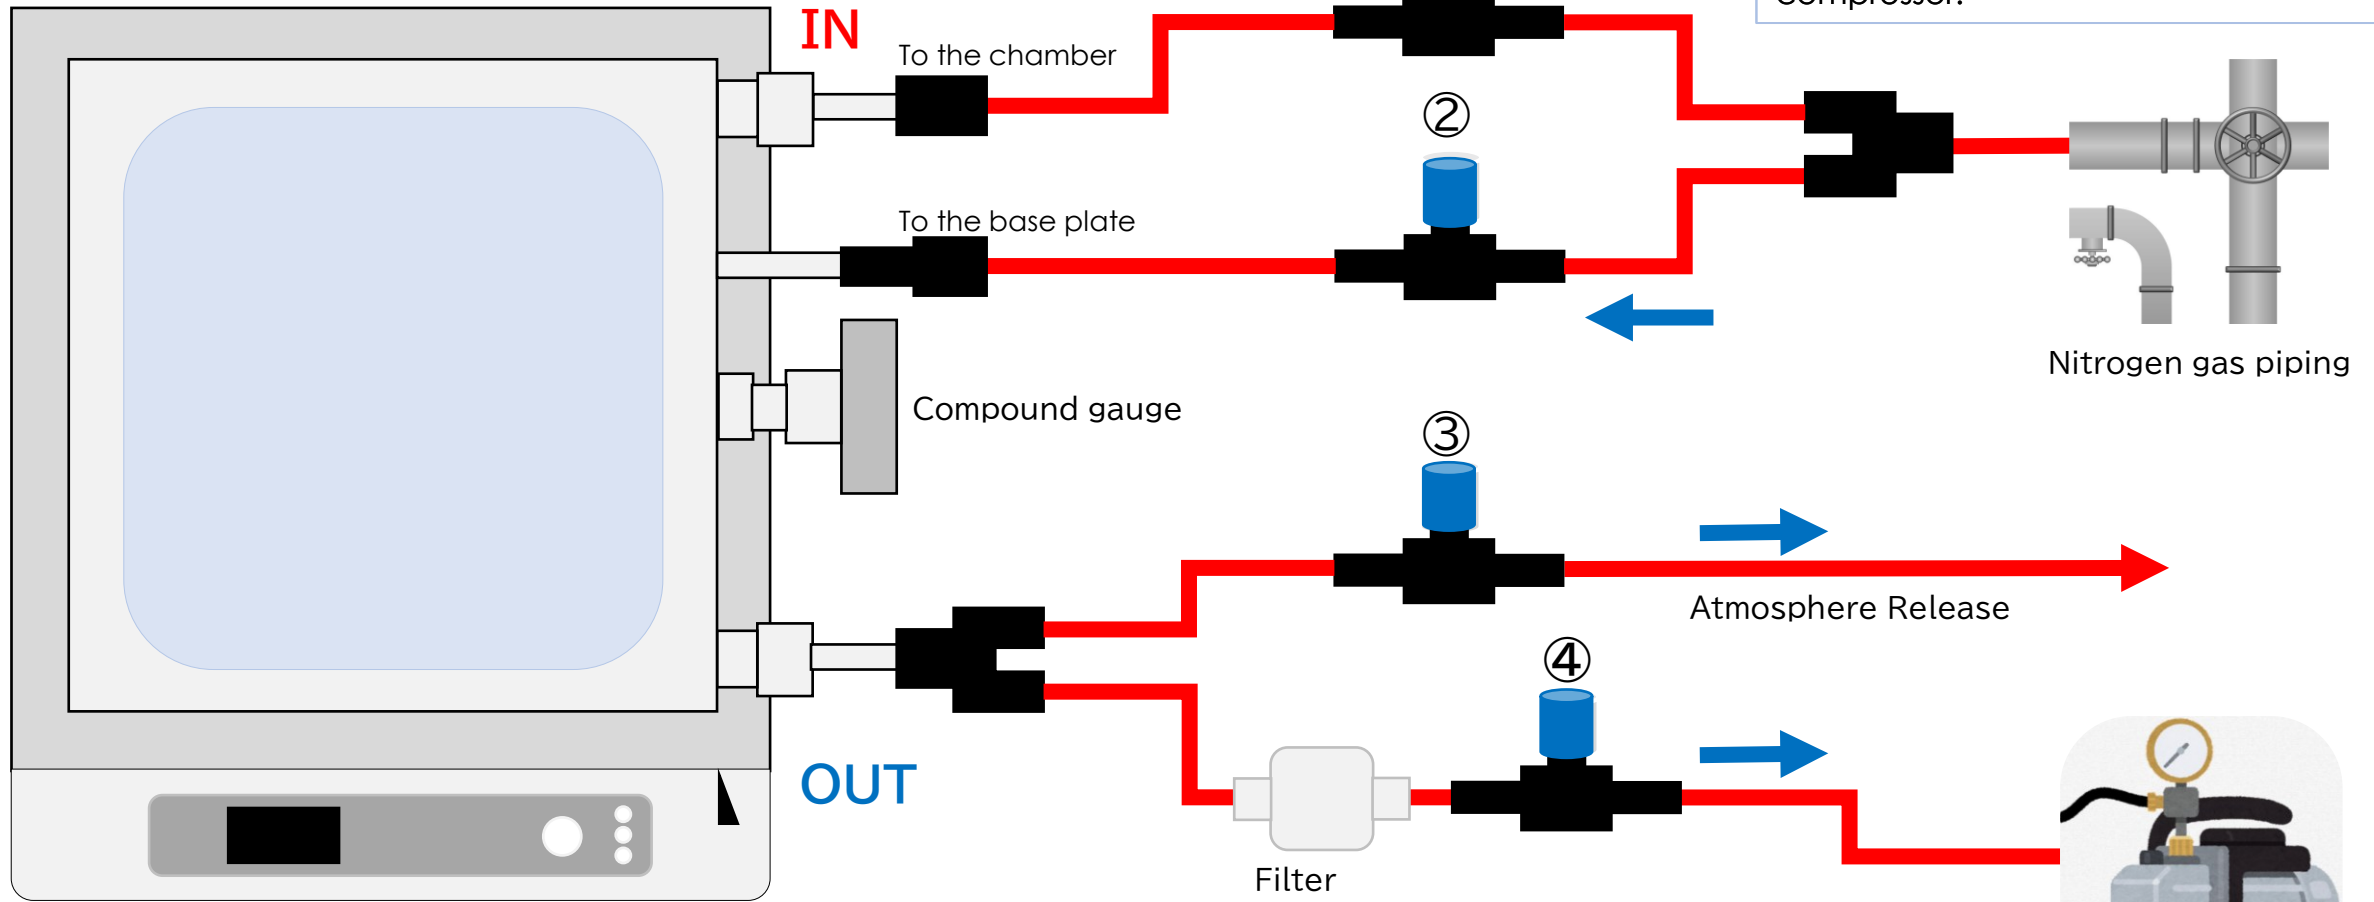 Compressor.
IN
To the chamber
②
To the base plate
Nitrogen gas piping
Compound gauge
③
Atmosphere Release
④
OUT
Filter